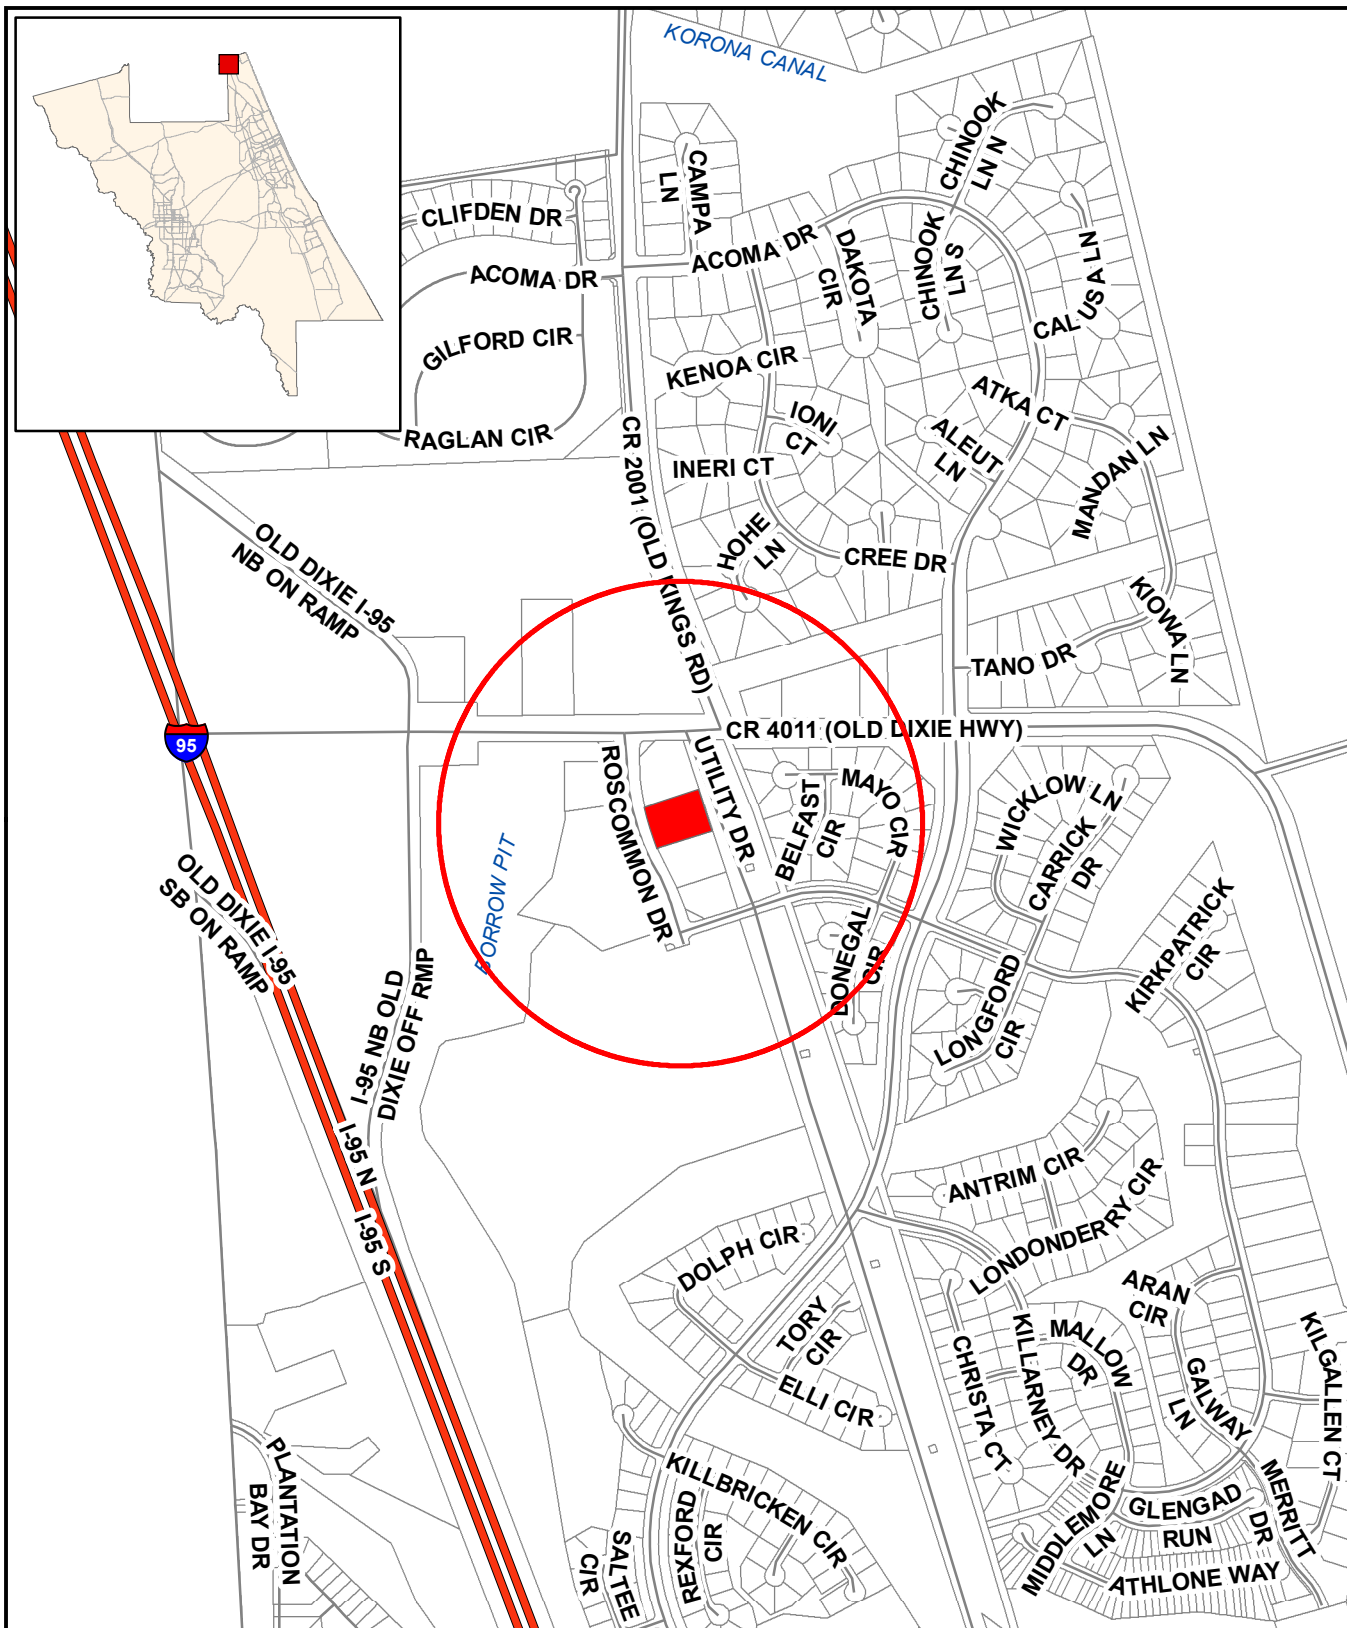 KORONA CANAL
CHINOOK
LN N
CAMPA
LN
CLIFDEN DR
ACOMA DR
ACOMA DR
DAKOTA
CIR
CHINOOK
LN S
CALUSA LN
GILFORD CIR
KENOA CIR
ATKA CT
IONI
CT
ALEUT
LN
RAGLAN CIR
CR 2001 (OLD KINGS RD)
INERI CT
MANDAN LN
HOHE
LN
CREE DR
OLD DIXIE I-95
NB ON RAMP
KIOWA LN
TANO DR
95
CR 4011 (OLD DIXIE HWY)
ROSCOMMON DR
UTILITY DR
BELFAST
CIR
MAYO CIR
WICKLOW LN
CARRICK
DR
BORROW PIT
OLD DIXIE I-95
SB ON RAMP
DONEGAL
CIR
KIRKPATRICK
CIR
LONGFORD
CIR
I-95 NB OLD
DIXIE OFF RMP
I-95 N
I-95 S
ANTRIM CIR
LONDONDERRY CIR
DOLPH CIR
ARAN
CIR
TORY
CIR
ELLI CIR
CHRISTA CT
KILLARNEY DR
MALLOW
DR
GALWAY
LN
KILGALLEN CT
PLANTATION
BAY DR
KILLBRICKEN CIR
REXFORD
CIR
SALTEE
CIR
MIDDLEMORE
LN
GLENGAD
RUN
MERRITT
DR
ATHLONE WAY